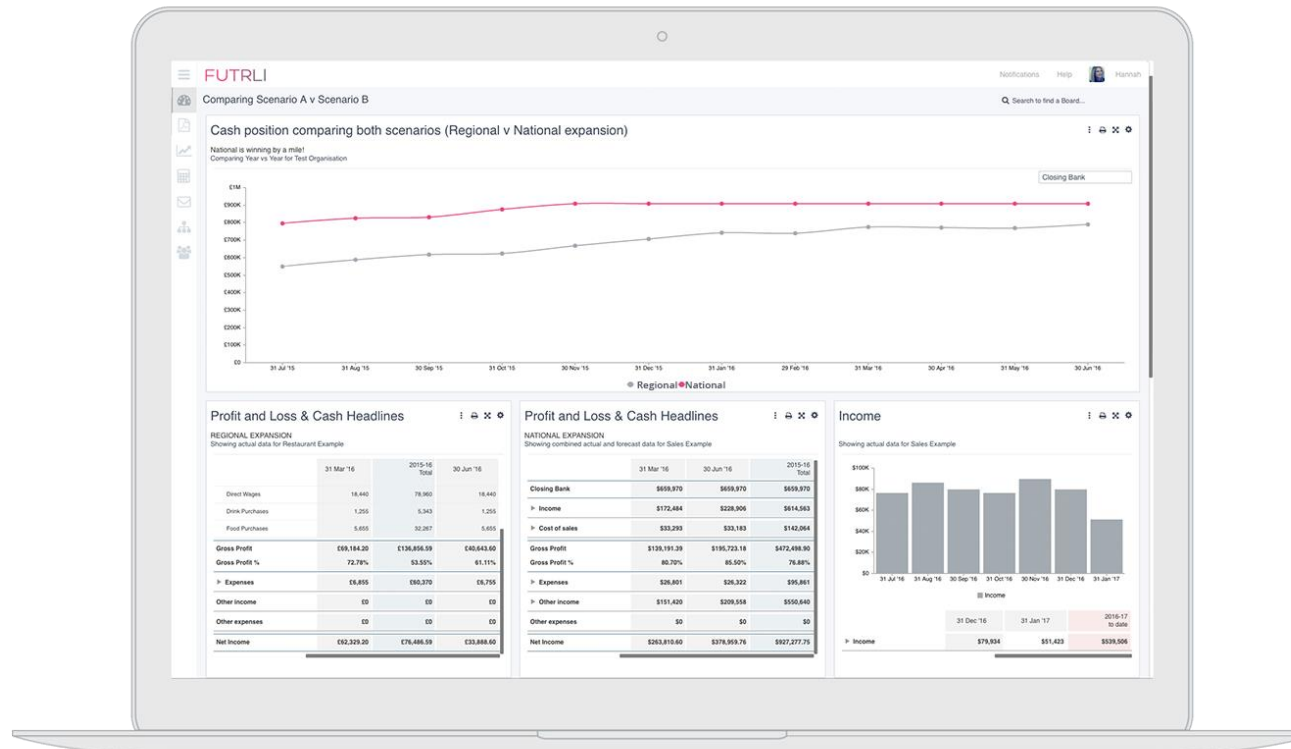 FUTRLI
Notifications Help Hannah
Comparing Scenario A v Scenario B
Search to find a Board...
Cash position comparing both scenarios (Regional v National expansion)
National is winning by a mile!
Comparing Year vs Year for Test Organisation
Closing Bank
£1M
£900K
£800K
£700K
£600K
£500K
£400K
£300K
£200K
£100K
£0
31 Jul '15 31 Aug '15 30 Sep '15 31 Oct '15 30 Nov '15 31 Dec '15 31 Jan '16 29 Feb '16 31 Mar '16 30 Apr '16 31 May '16 30 Jun '16
Regional National
Profit and Loss & Cash Headlines
REGIONAL EXPANSION
Showing actual data for Restaurant Example
31 Mar '16 2015-16 Total 30 Jun '16
Direct Wages 18,440 78,960 18,440
Drink Purchases 1,255 5,343 1,255
Food Purchases 5,655 32,267 5,655
Gross Profit £69,184.20 £136,856.59 £40,643.60
Gross Profit % 72.78% 53.55% 61.11%
Expenses £6,855 £60,370 £6,755
Other income £0 £0 £0
Other expenses £0 £0 £0
Net Income £62,329.20 £76,486.59 £33,888.60
Profit and Loss & Cash Headlines
NATIONAL EXPANSION
Showing combined actual and forecast data for Sales Example
31 Mar '16 30 Jun '16 2015-16 Total
Closing Bank $659,970 $659,970 $659,970
Income $172,484 $228,906 $614,563
Cost of sales $33,293 $33,183 $142,064
Gross Profit $139,191.39 $195,723.18 $472,498.90
Gross Profit % 80.70% 85.50% 76.88%
Expenses $26,801 $26,322 $95,861
Other income $151,420 $209,558 $550,640
Other expenses $0 $0 $0
Net Income $263,810.60 $378,959.76 $927,277.75
Income
Showing actual data for Sales Example
$100K
$80K
$60K
$40K
$20K
$0
31 Jul '16 31 Aug '16 30 Sep '16 31 Oct '16 30 Nov '16 31 Dec '16 31 Jan '17
Income
31 Dec '16 31 Jan '17 2016-17 to date
Income $79,934 $51,423 $539,506